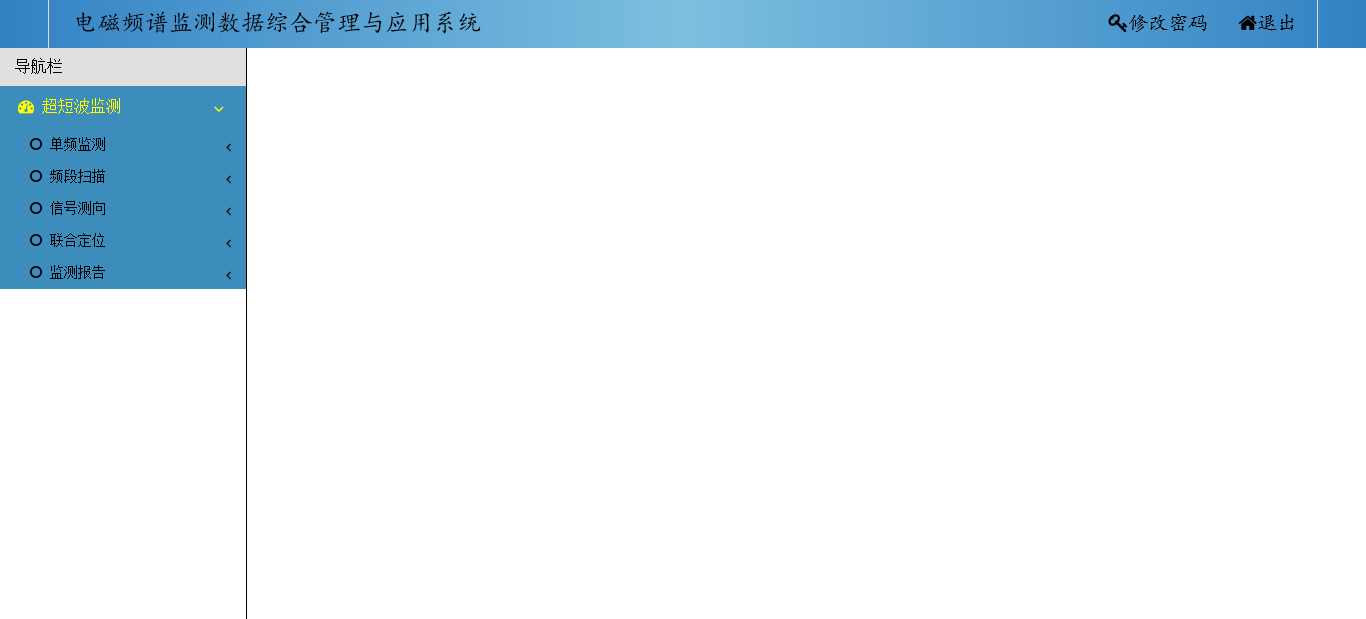 电磁频谱监测数据综合管理与应用系统
修改密码
退出
导航栏
超短波监测
单频监测
频段扫描
信号测向
联合定位
监测报告